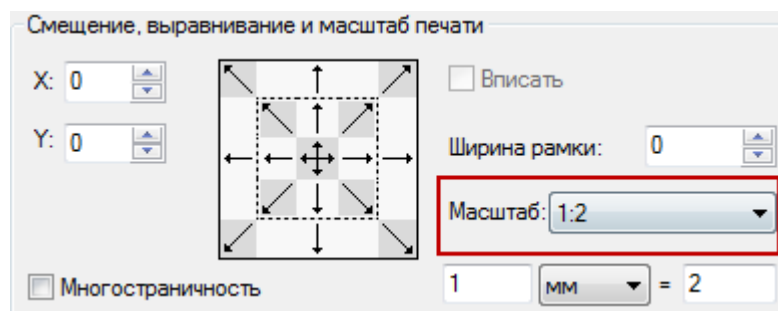 Смещение, выравнивание и масштаб печати
X: 0
Вписать
Y: 0
Ширина рамки: 0
Масштаб: 1:2
Многостраничность
1 мм = 2